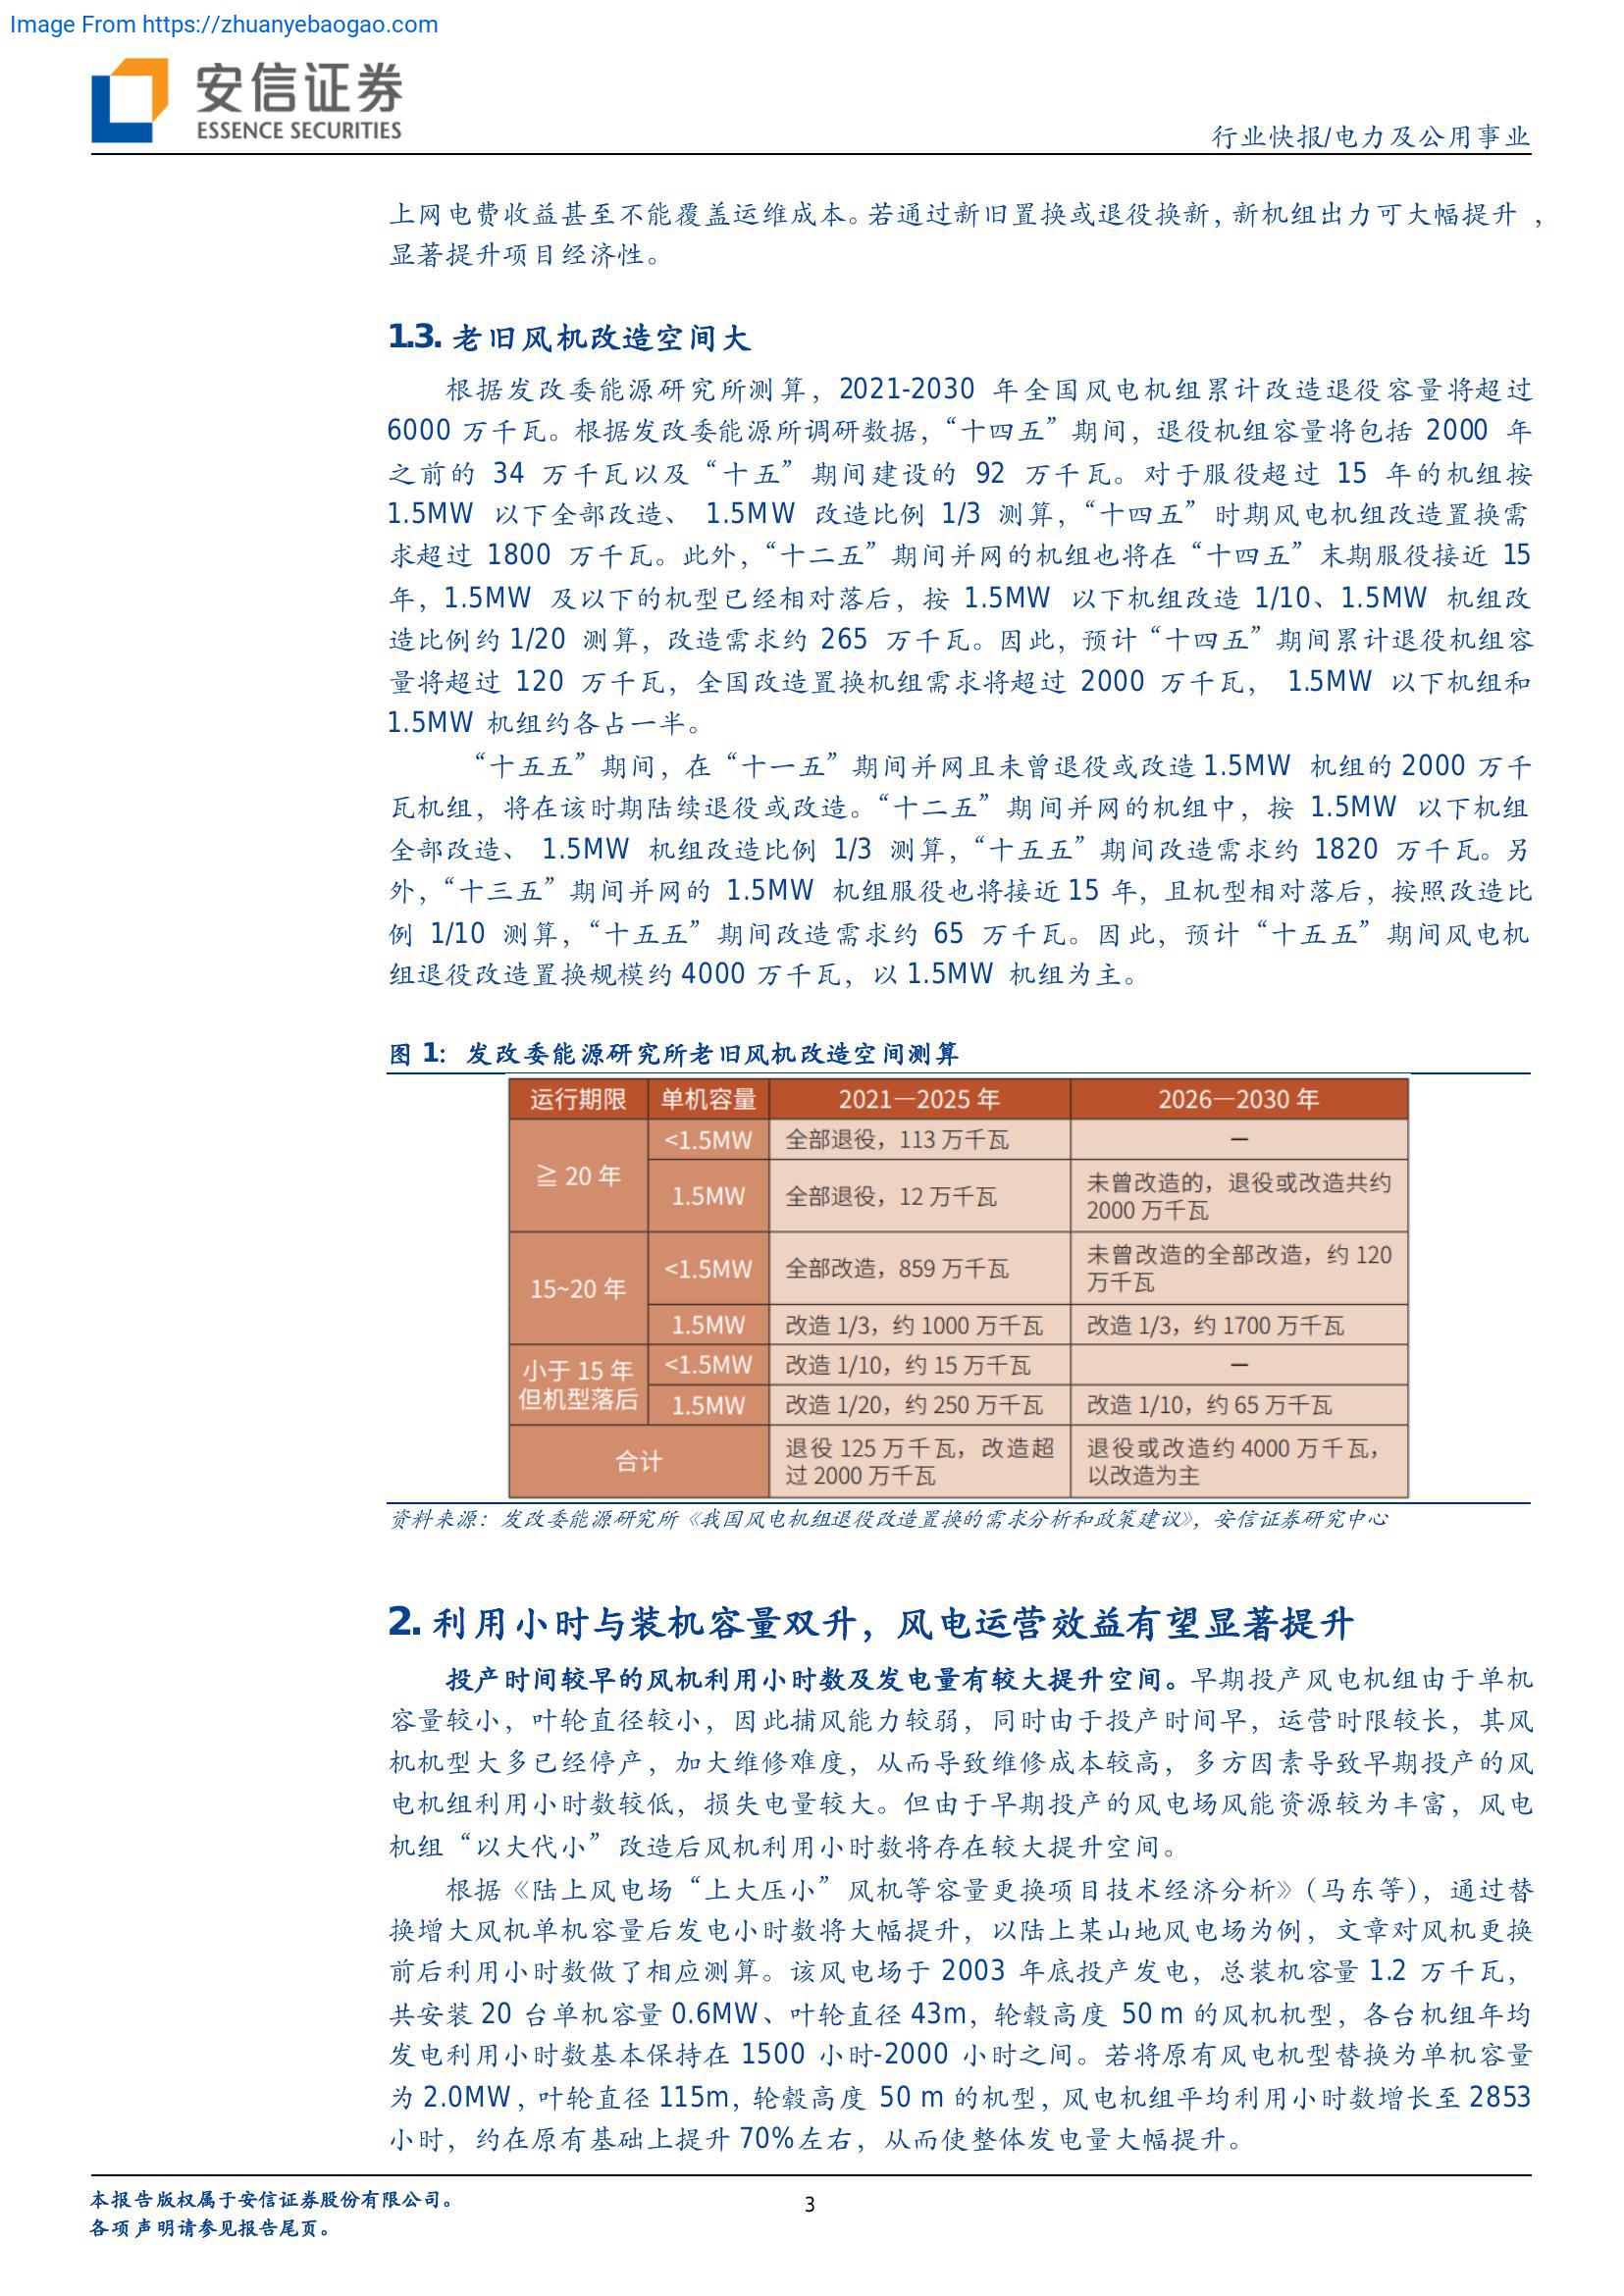 Image From https://zhuanyebaogao.com
安信证券
ESSENCE SECURITIES
行业快报/电力及公用事业
上网电费收益甚至不能覆盖运维成本。若通过新旧置换或退役换新，新机组出力可大幅提升，
显著提升项目经济性。
1.3. 老旧风机改造空间大
根据发改委能源研究所测算，2021-2030 年全国风电机组累计改造退役容量将超过
6000 万千瓦。根据发改委能源所调研数据，“十四五”期间，退役机组容量将包括 2000 年
之前的 34 万千瓦以及“十五”期间建设的 92 万千瓦。对于服役超过 15 年的机组按
1.5MW 以下全部改造、 1.5MW 改造比例 1/3 测算，“十四五”时期风电机组改造置换需
求超过 1800 万千瓦。此外，“十二五”期间并网的机组也将在“十四五”末期服役接近 15
年，1.5MW 及以下的机型已经相对落后，按 1.5MW 以下机组改造 1/10、1.5MW 机组改
造比例约 1/20 测算，改造需求约 265 万千瓦。因此，预计“十四五”期间累计退役机组容
量将超过 120 万千瓦，全国改造置换机组需求将超过 2000 万千瓦， 1.5MW 以下机组和
1.5MW 机组约各占一半。
“十五五”期间，在“十一五”期间并网且未曾退役或改造 1.5MW 机组的 2000 万千
瓦机组，将在该时期陆续退役或改造。“十二五”期间并网的机组中，按 1.5MW 以下机组
全部改造、 1.5MW 机组改造比例 1/3 测算，“十五五”期间改造需求约 1820 万千瓦。另
外，“十三五”期间并网的 1.5MW 机组服役也将接近 15 年，且机型相对落后，按照改造比
例 1/10 测算，“十五五”期间改造需求约 65 万千瓦。因此，预计“十五五”期间风电机
组退役改造置换规模约 4000 万千瓦，以 1.5MW 机组为主。
图 1：发改委能源研究所老旧风机改造空间测算
运行期限 单机容量 2021—2025 年 2026—2030 年
≧ 20 年 <1.5MW 全部退役，113 万千瓦 —
1.5MW 全部退役，12 万千瓦 未曾改造的，退役或改造共约
2000 万千瓦
15~20 年 <1.5MW 全部改造，859 万千瓦 未曾改造的全部改造，约 120
万千瓦
1.5MW 改造 1/3，约 1000 万千瓦 改造 1/3，约 1700 万千瓦
小于 15 年 <1.5MW 改造 1/10，约 15 万千瓦 —
但机型落后 1.5MW 改造 1/20，约 250 万千瓦 改造 1/10，约 65 万千瓦
合计 退役 125 万千瓦，改造超 退役或改造约 4000 万千瓦，
过 2000 万千瓦 以改造为主
资料来源：发改委能源研究所《我国风电机组退役改造置换的需求分析和政策建议》，安信证券研究中心
2. 利用小时与装机容量双升，风电运营效益有望显著提升
投产时间较早的风机利用小时数及发电量有较大提升空间。早期投产风电机组由于单机
容量较小，叶轮直径较小，因此捕风能力较弱，同时由于投产时间早，运营时限较长，其风
机机型大多已经停产，加大维修难度，从而导致维修成本较高，多方因素导致早期投产的风
电机组利用小时数较低，损失电量较大。但由于早期投产的风电场风能资源较为丰富，风电
机组“以大代小”改造后风机利用小时数将存在较大提升空间。
根据《陆上风电场“上大压小”风机等容量更换项目技术经济分析》（马东等），通过替
换增大风机单机容量后发电小时数将大幅提升，以陆上某山地风电场为例，文章对风机更换
前后利用小时数做了相应测算。该风电场于 2003 年底投产发电，总装机容量 1.2 万千瓦，
共安装 20 台单机容量 0.6MW、叶轮直径 43m，轮毂高度 50 m 的风机机型，各台机组年均
发电利用小时数基本保持在 1500 小时-2000 小时之间。若将原有风电机型替换为单机容量
为 2.0MW，叶轮直径 115m，轮毂高度 50 m 的机型，风电机组平均利用小时数增长至 2853
小时，约在原有基础上提升 70%左右，从而使整体发电量大幅提升。
本报告版权属于安信证券股份有限公司。
3
各项声明请参见报告尾页。